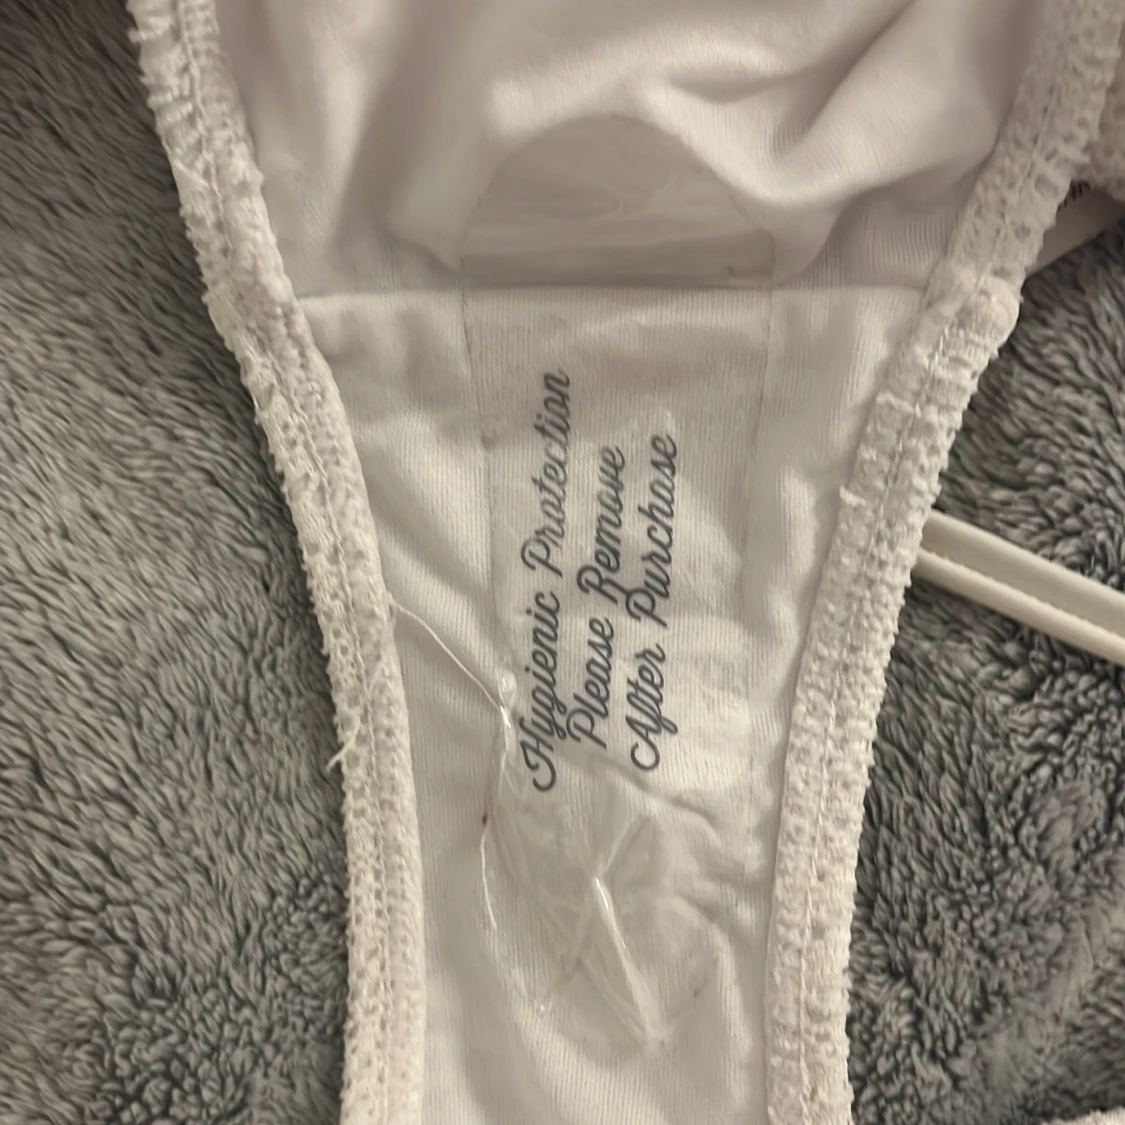 Hygienic Protection
Please Remove
After Purchase